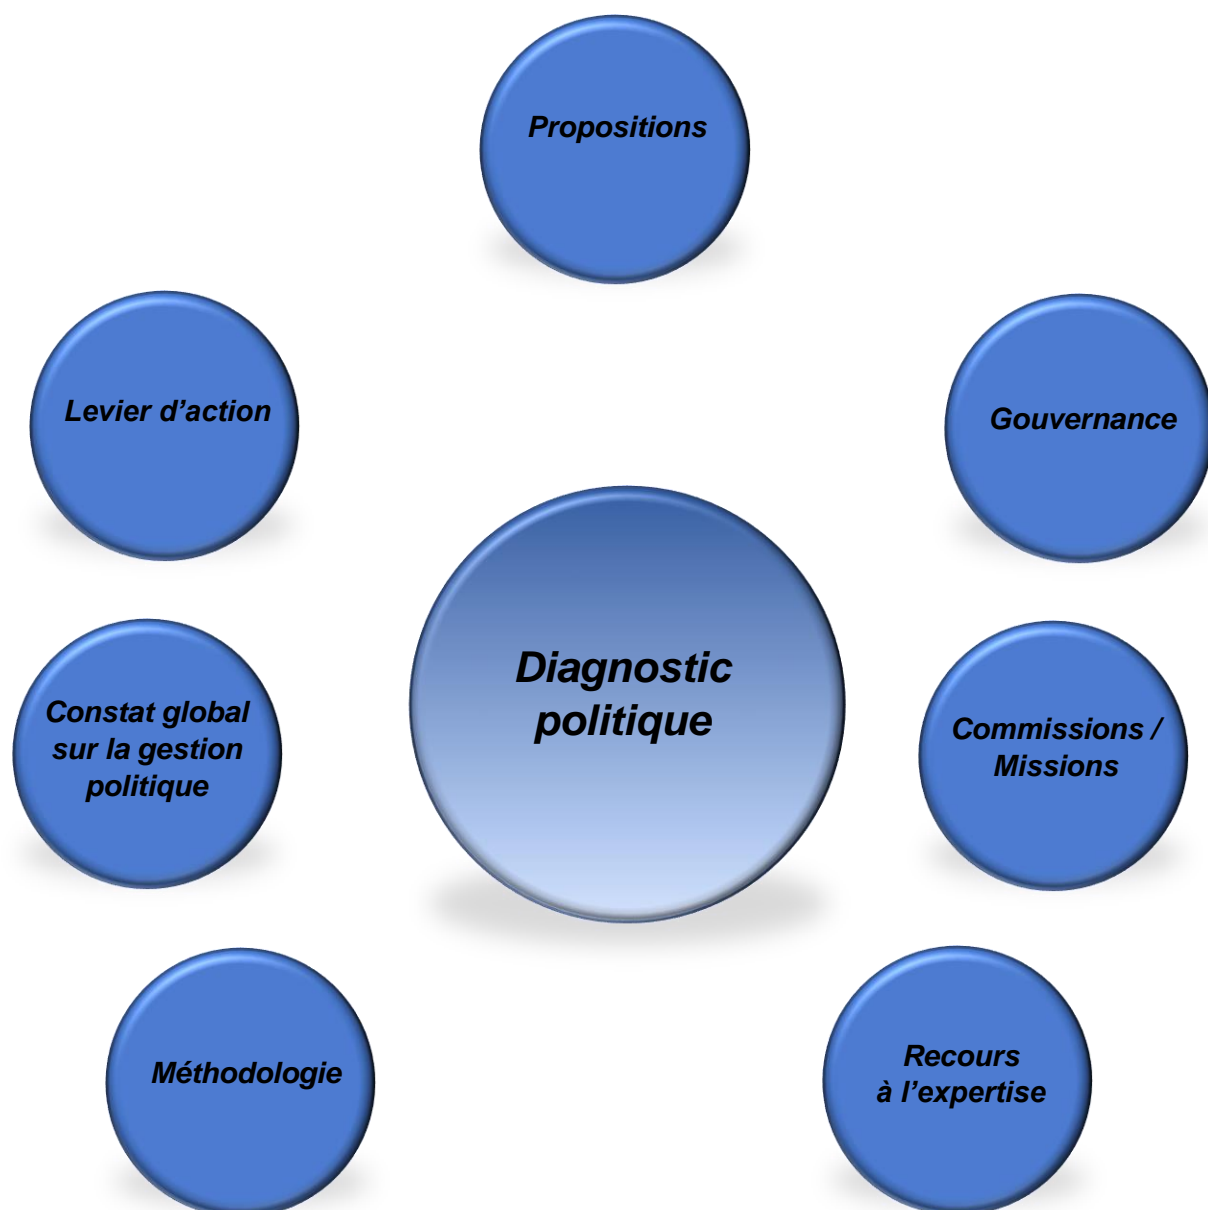 Propositions
Levier d’action
Gouvernance
Diagnostic
politique
Constat global
sur la gestion
politique
Commissions /
Missions
Méthodologie
Recours
à l’expertise